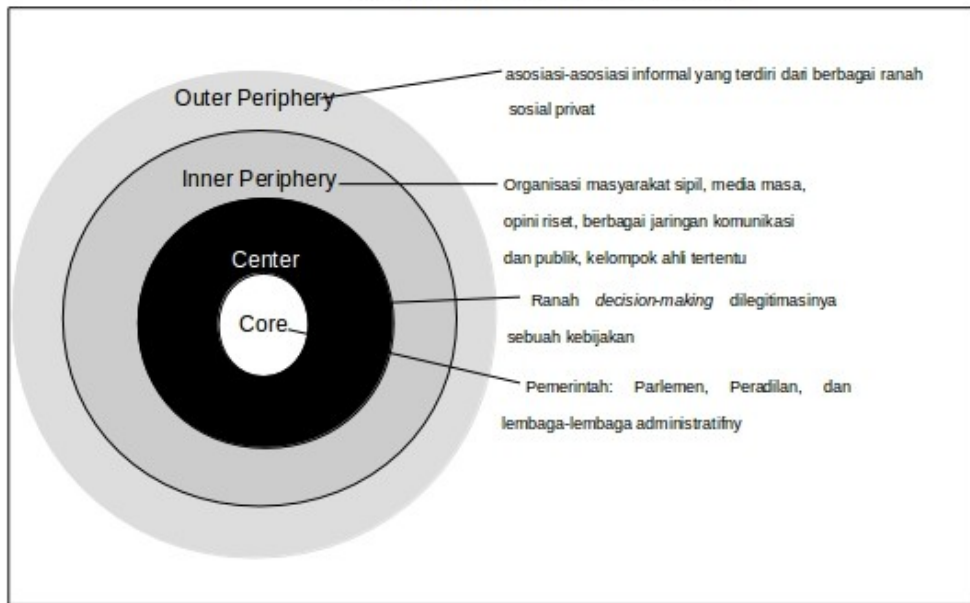 Outer Periphery
asosiasi-asosiasi informal yang terdiri dari berbagai ranah
sosial privat
Inner Periphery
Organisasi masyarakat sipil, media masa,
opini riset, berbagai jaringan komunikasi
dan publik, kelompok ahli tertentu
Center
Core
Ranah decision-making dilegitimasinya
sebuah kebijakan
Pemerintah: Parlemen, Peradilan, dan
lembaga-lembaga administratifny